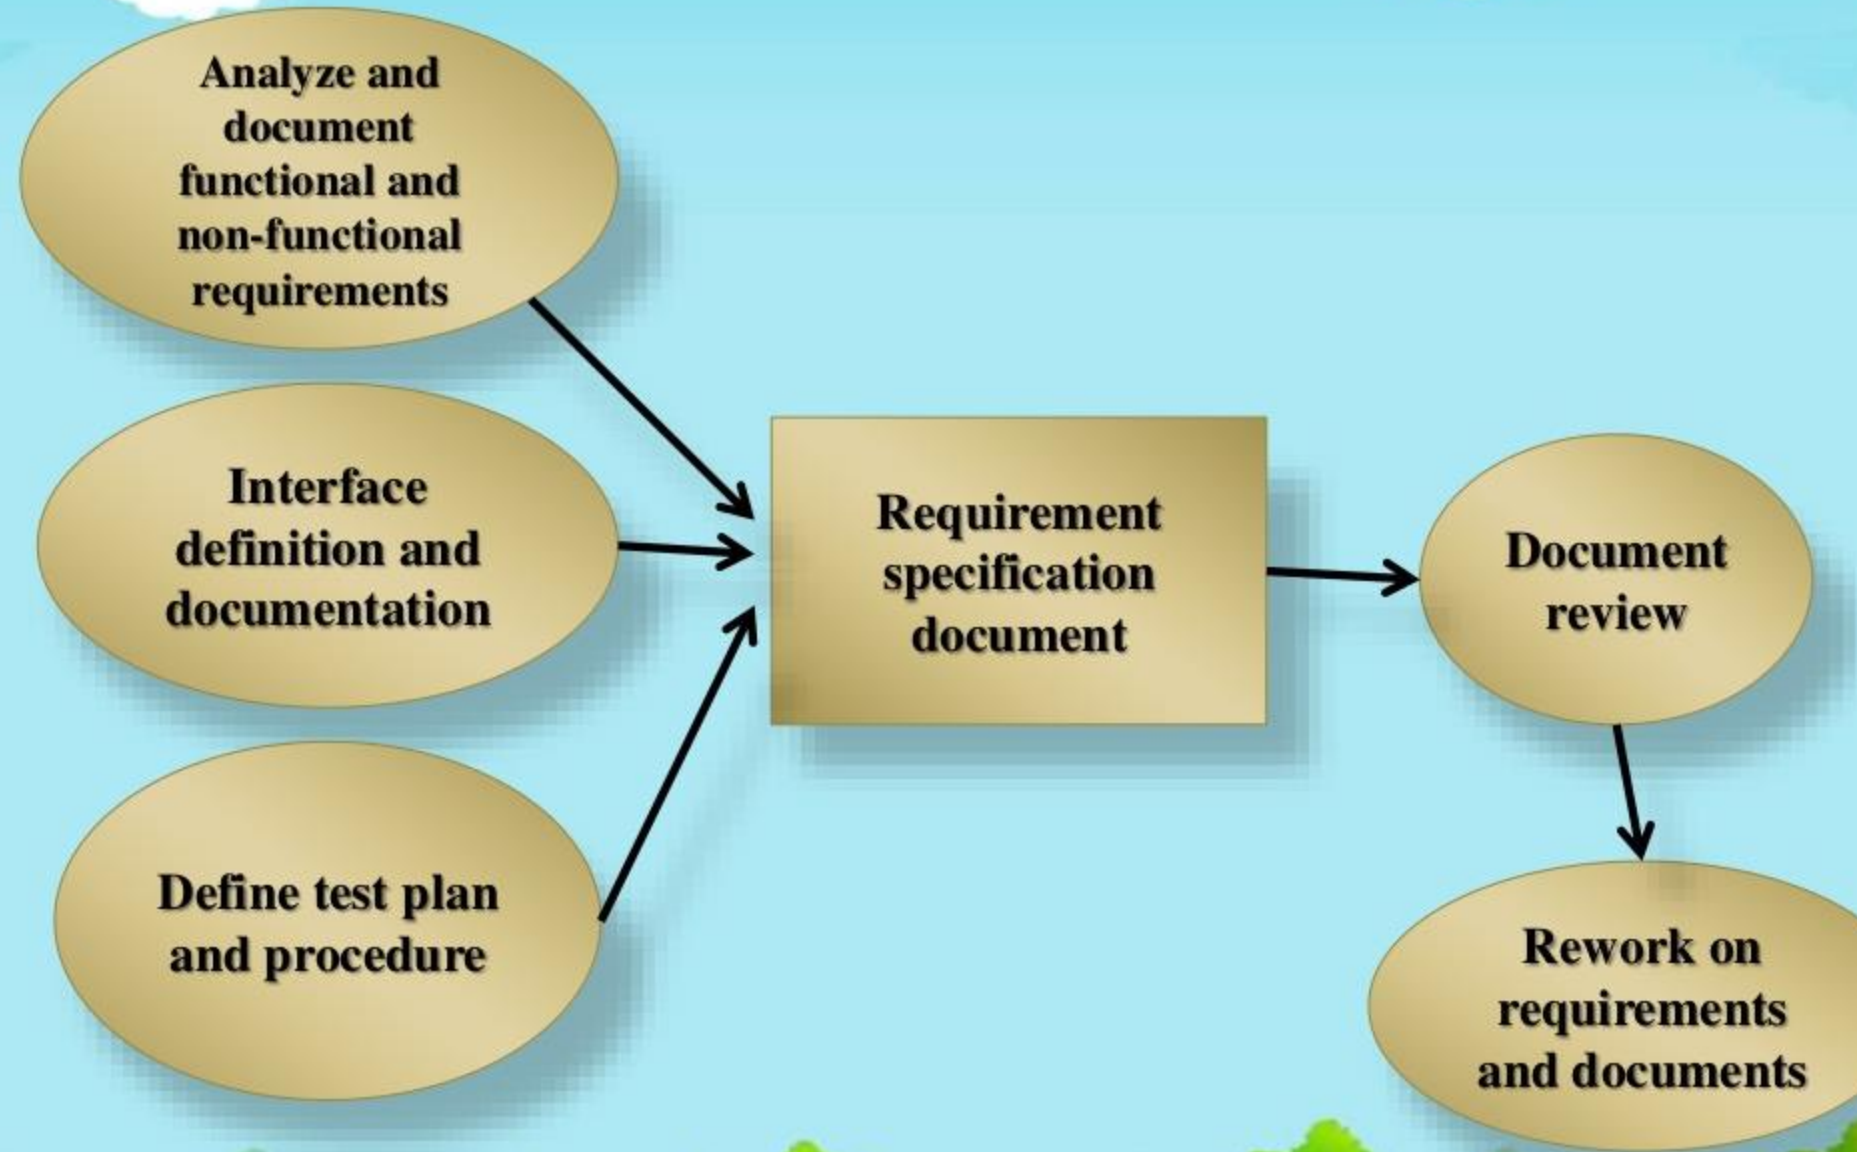 Analyze and
document
functional and
non-functional
requirements
Interface
definition and
documentation
Define test plan
and procedure
Requirement
specification
document
Document
review
Rework on
requirements
and documents